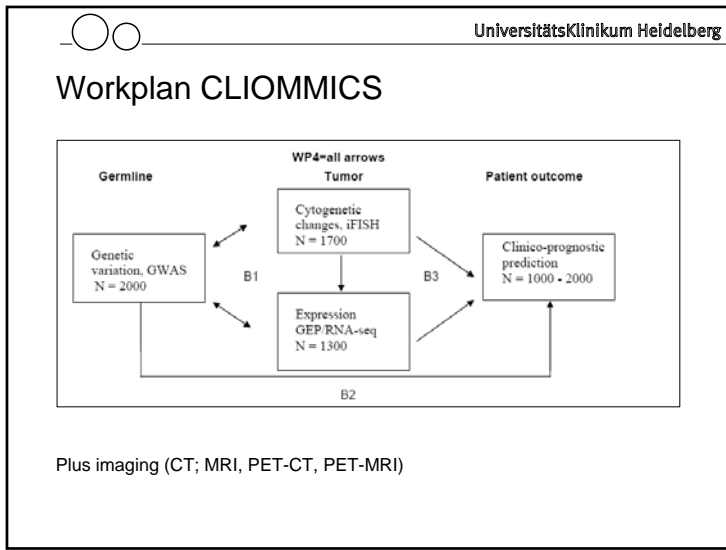 UniversitätsKlinikum Heidelberg
Workplan CLIOMMICS
WP4=all arrows
Germline
Tumor
Patient outcome
Cytogenetic
changes, iFISH
N = 1700
Genetic
variation, GWAS
N = 2000
B1
B3
Clinico-prognostic
prediction
N = 1000 - 2000
Expression
GEP/RNA-seq
N = 1300
B2
Plus imaging (CT; MRI, PET-CT, PET-MRI)